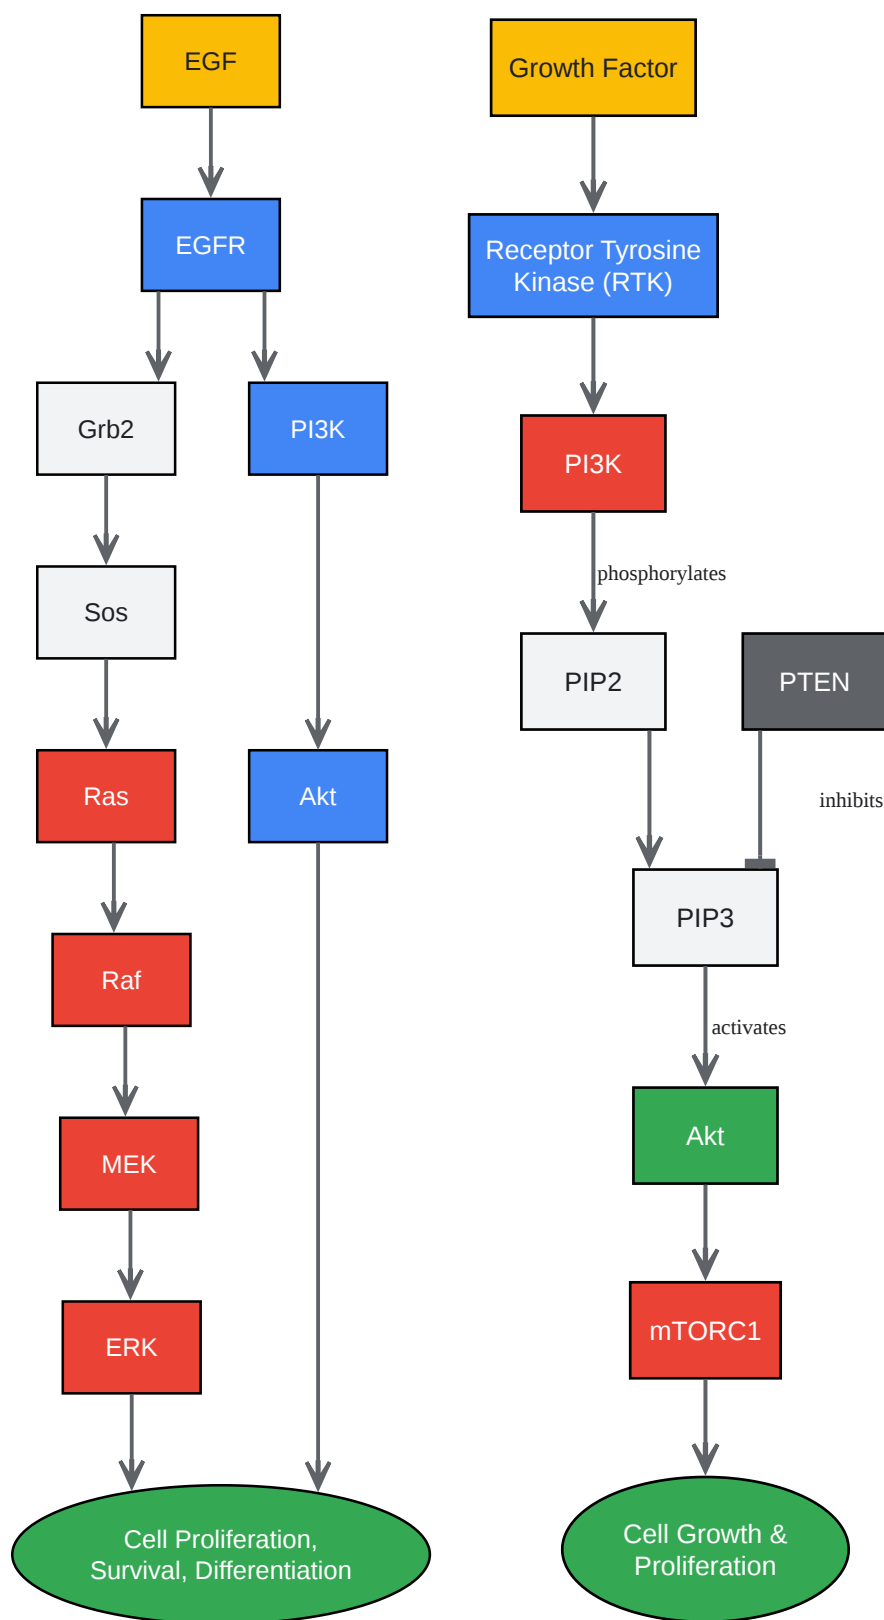 EGF
EGFR
Grb2
PI3K
Sos
Ras
Akt
Raf
MEK
ERK
Cell Proliferation,
Survival, Differentiation
Growth Factor
Receptor Tyrosine
Kinase (RTK)
PI3K
phosphorylates
PIP2
PTEN
inhibits
PIP3
activates
Akt
mTORC1
Cell Growth &
Proliferation